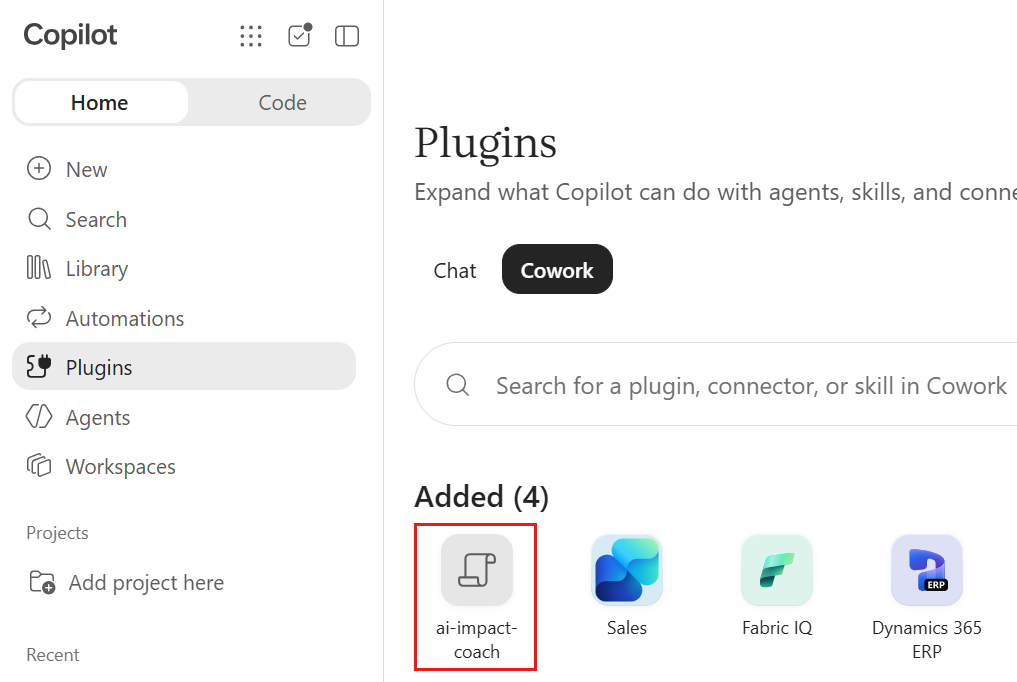 Copilot
Home
Code
New
Search
Library
Automations
Plugins
Agents
Workspaces
Projects
Add project here
Recent
Plugins
Expand what Copilot can do with agents, skills, and
Chat
Cowork
Search for a plugin, connector, or skill in Cowork
Added (4)
ai-impact-
coach
Sales
Fabric IQ
ERP
Dynamics 365
ERP